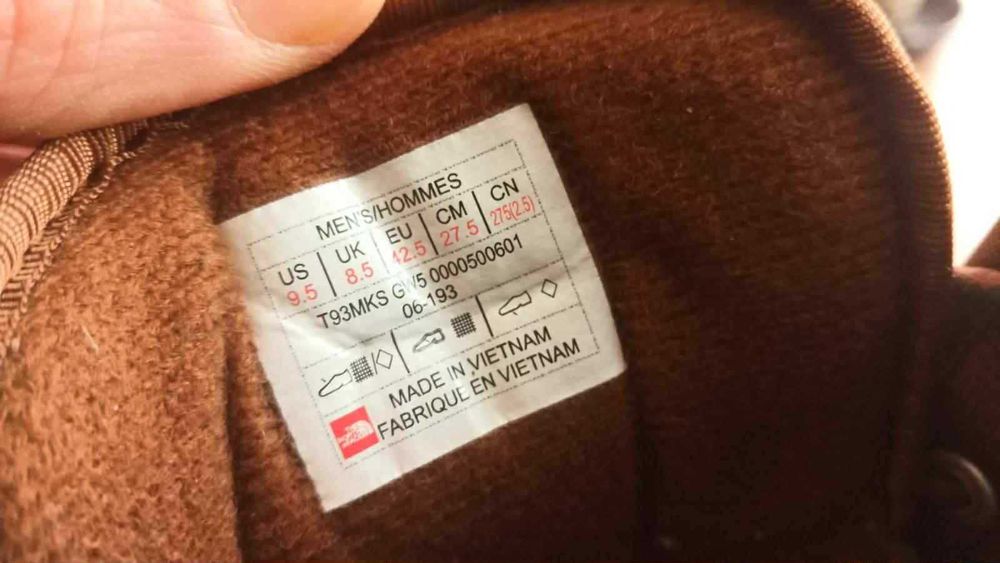 MEN'S/HOMMES
US UK EU CM CN
9.5 8.5 42.5 27.5 275(2.5)
T93MKS GW5 0000500601
06-193
MADE IN VIETNAM
FABRIQUE EN VIETNAM